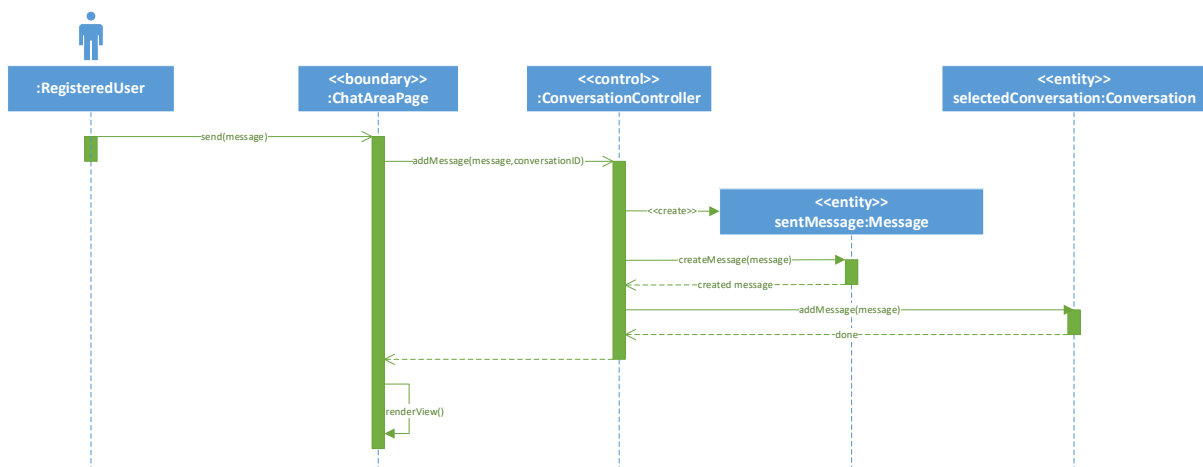 :RegisteredUser
<<boundary>>
:ChatAreaPage
<<control>>
:ConversationController
<<entity>>
selectedConversation:Conversation
send(message)
addMessage(message,conversationID)
<<create>>
<<entity>>
sentMessage:Message
createMessage(message)
created message
addMessage(message)
done
renderView()